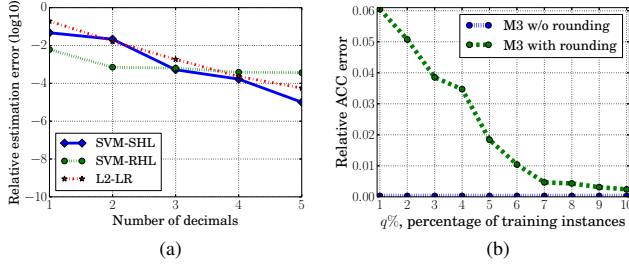 Relative estimation error (log10)
0
−2
−4
−6
−8
−10
1 2 3 4 5
Number of decimals
SVM-SHL
SVM-RHL
L2-LR
(a)
Relative ACC error
0.06
0.05
0.04
0.03
0.02
0.01
0.00
1 2 3 4 5 6 7 8 9 10
q%, percentage of training instances
M3 w/o rounding
M3 with rounding
(b)